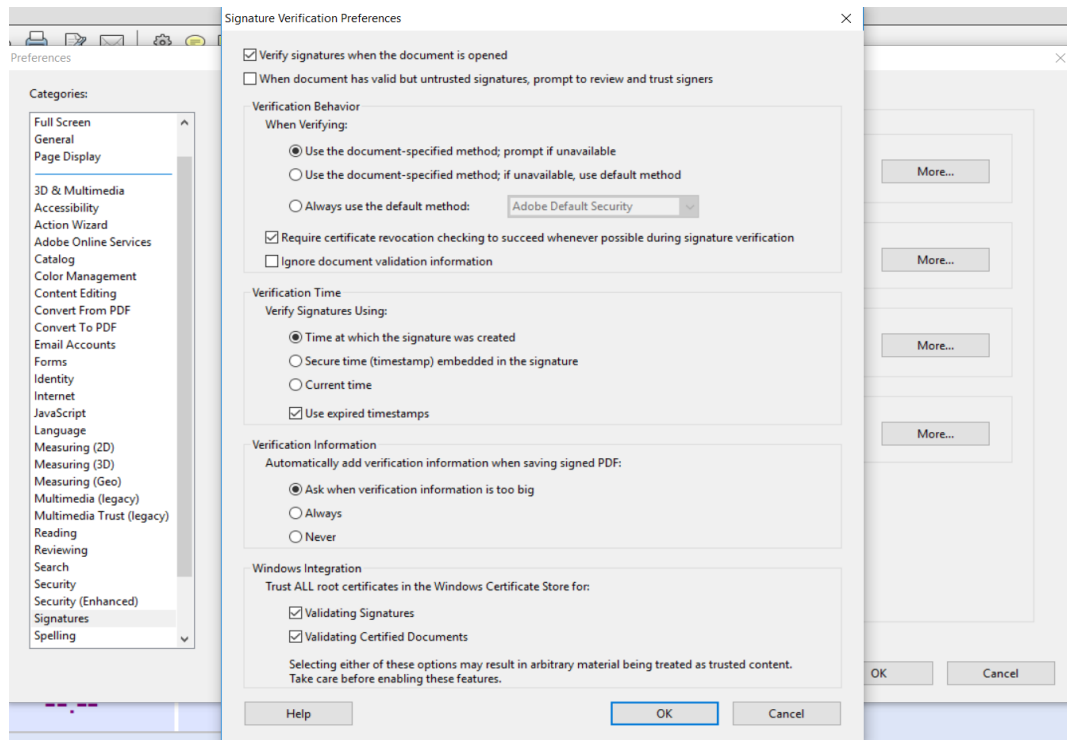 Signature Verification Preferences
Verify signatures when the document is opened
When document has valid but untrusted signatures, prompt to review and trust signers
Verification Behavior
When Verifying:
Use the document-specified method; prompt if unavailable
Use the document-specified method; if unavailable, use default method
Always use the default method:
Adobe Default Security
Require certificate revocation checking to succeed whenever possible during signature verification
Ignore document validation information
Verification Time
Verify Signatures Using:
Time at which the signature was created
Secure time (timestamp) embedded in the signature
Current time
Use expired timestamps
Verification Information
Automatically add verification information when saving signed PDF:
Ask when verification information is too big
Always
Never
Windows Integration
Trust ALL root certificates in the Windows Certificate Store for:
Validating Signatures
Validating Certified Documents
Selecting either of these options may result in arbitrary material being treated as trusted content.
Take care before enabling these features.
Help
OK
Cancel
Preferences
Categories:
Full Screen
General
Page Display
3D & Multimedia
Accessibility
Action Wizard
Adobe Online Services
Catalog
Color Management
Content Editing
Convert From PDF
Convert To PDF
Email Accounts
Forms
Identity
Internet
JavaScript
Language
Measuring (2D)
Measuring (3D)
Measuring (Geo)
Multimedia (legacy)
Multimedia Trust (legacy)
Reading
Reviewing
Search
Security
Security (Enhanced)
Signatures
Spelling
More...
More...
More...
More...
OK
Cancel